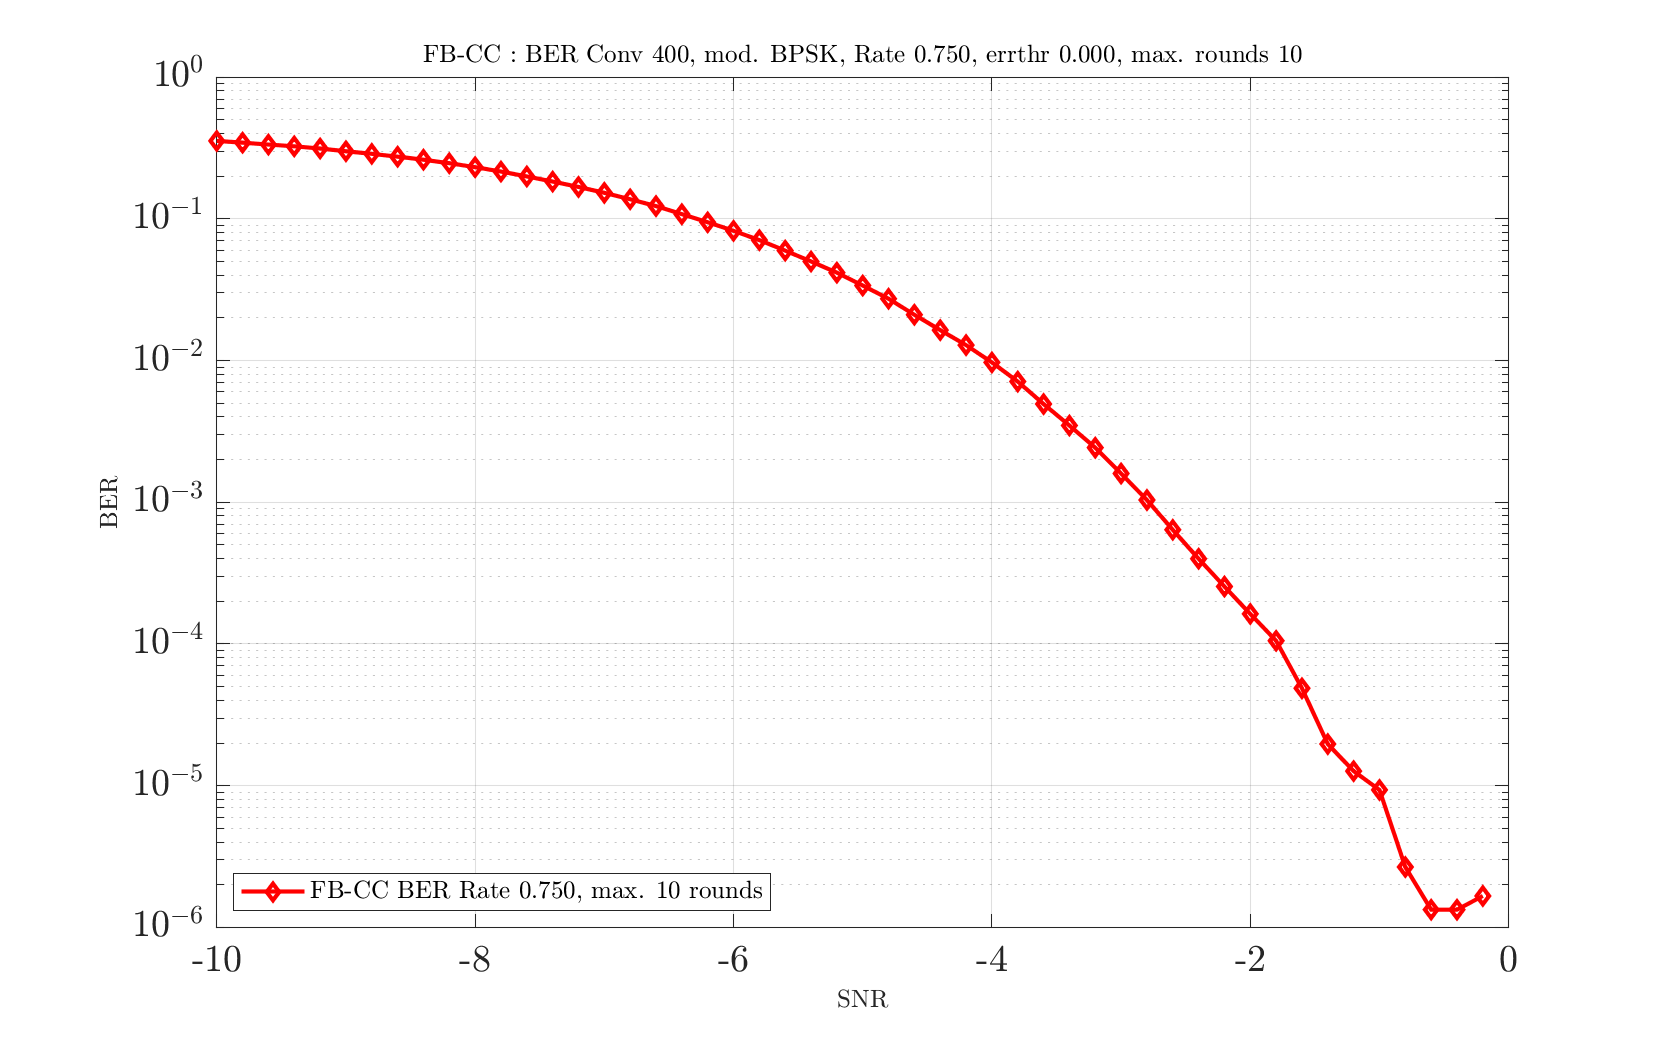 FB-CC : BER Conv 400, mod. BPSK, Rate 0.750, errthr 0.000, max. rounds 10
10^0
10^-1
10^-2
10^-3
10^-4
10^-5
10^-6
BER
FB-CC BER Rate 0.750, max. 10 rounds
-10 -8 -6 -4 -2 0
SNR